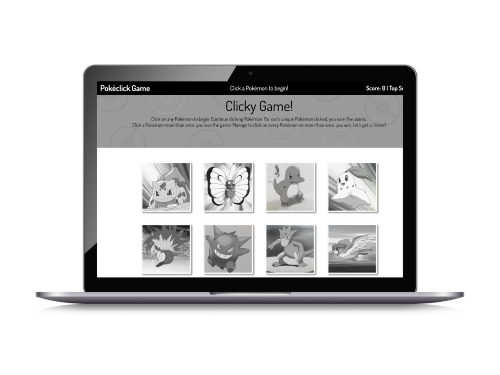 Pokéclick Game
Click a Pokémon to begin!
Score: 0 | Top Sc
Clicky Game!
Click on any Pokémon to begin. Continue clicking Pokémon. For each unique Pokémon clicked, you earn five points.
Click a Pokémon more than once, you lose the game. Manage to click on every Pokémon no more than once, you win. Let's get a clickin'!